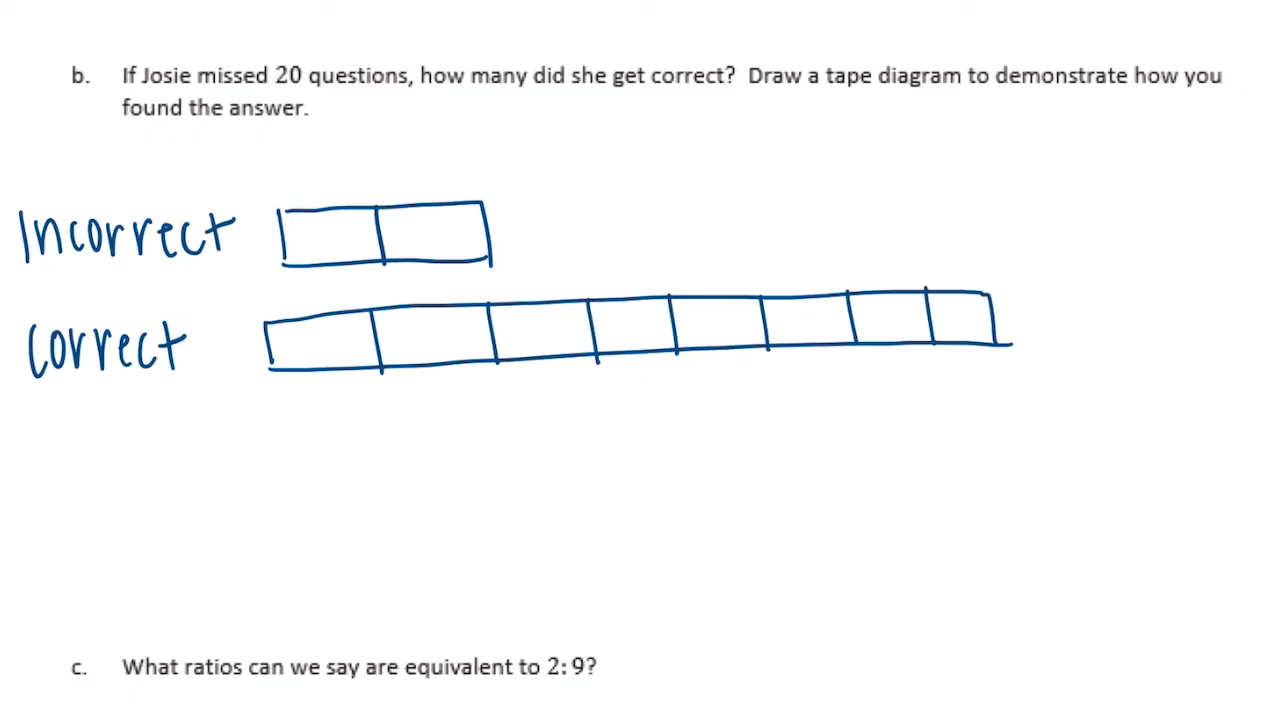 b. If Josie missed 20 questions, how many did she get correct? Draw a tape diagram to demonstrate how you
found the answer.
Incorrect
Correct
c. What ratios can we say are equivalent to 2:9?